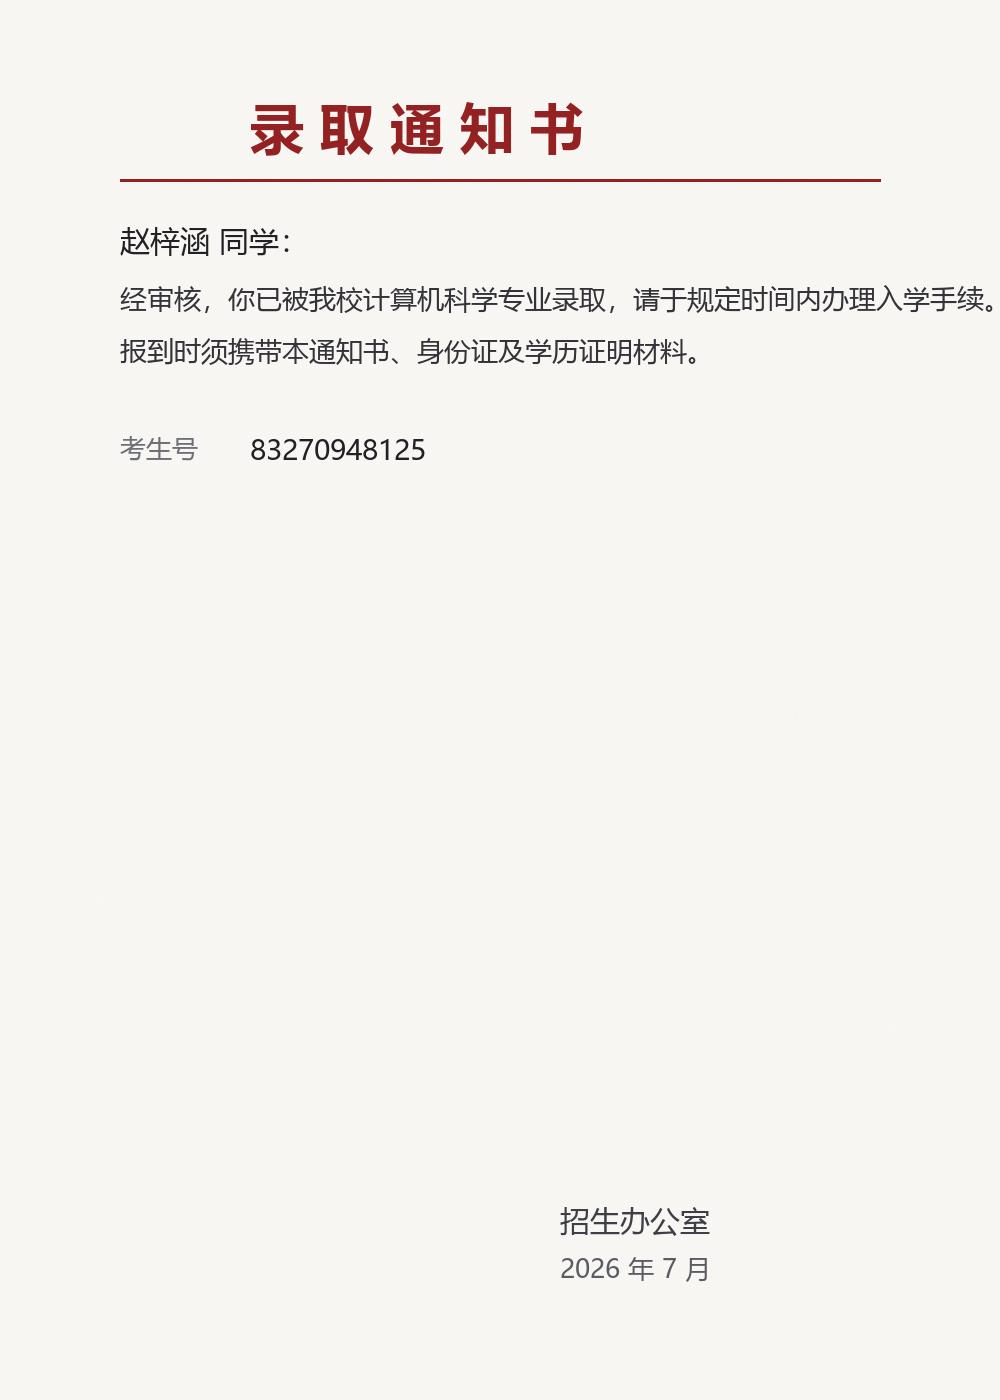 录取通知书
赵梓涵 同学：
经审核，你已被我校计算机科学专业录取，请于规定时间内办理入学手续。
报到时须携带本通知书、身份证及学历证明材料。
考生号 83270948125
招生办公室
2026 年 7 月